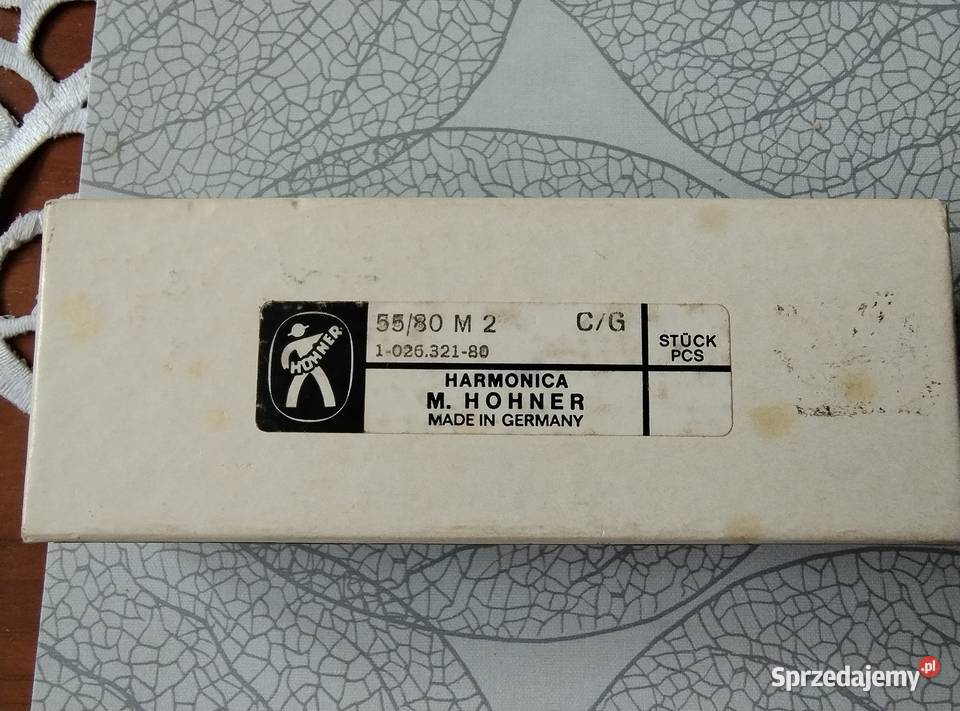 HOHNER
55/80 M 2 C/G
1-026.321-80
STÜCK
PCS
HARMONICA
M. HOHNER
MADE IN GERMANY
Sprzedajemy.pl